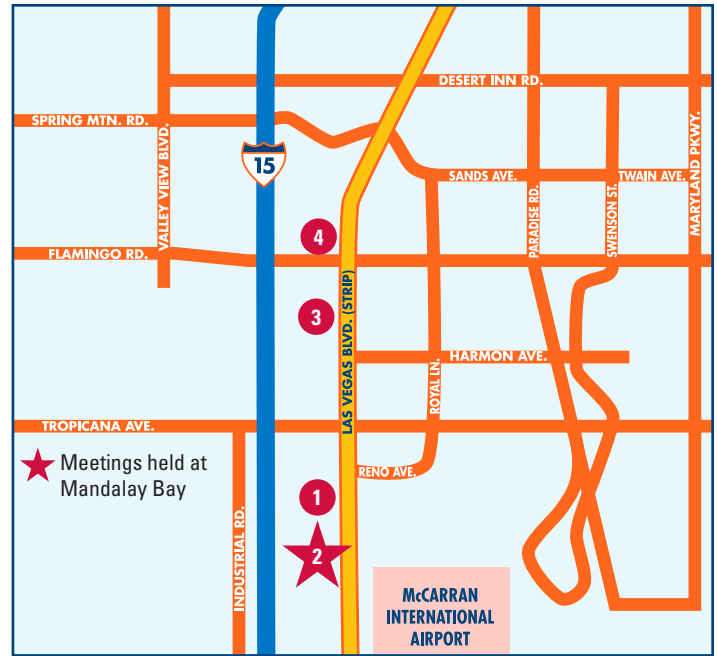 DESERT INN RD.
SPRING MTN. RD.
VALLEY VIEW BLVD.
15
SANDS AVE.
TWAIN AVE.
PARADISE RD.
SWENSON ST.
MARYLAND PKWY.
4
FLAMINGO RD.
3
LAS VEGAS BLVD. (STRIP)
HARMON AVE.
ROYAL LN.
TROPICANA AVE.
Meetings held at
Mandalay Bay
RENO AVE.
1
INDUSTRIAL RD.
2
McCARRAN
INTERNATIONAL
AIRPORT